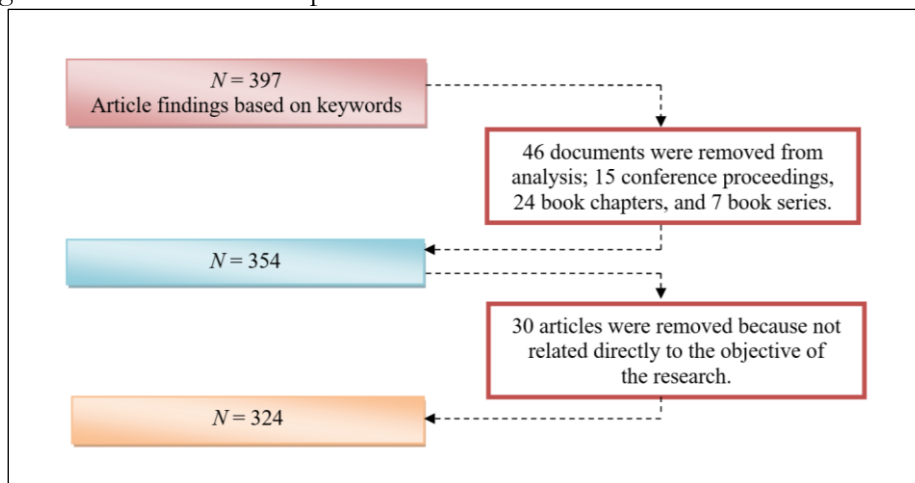 N = 397
Article findings based on keywords
46 documents were removed from
analysis; 15 conference proceedings,
24 book chapters, and 7 book series.
N = 354
30 articles were removed because not
related directly to the objective of
the research.
N = 324